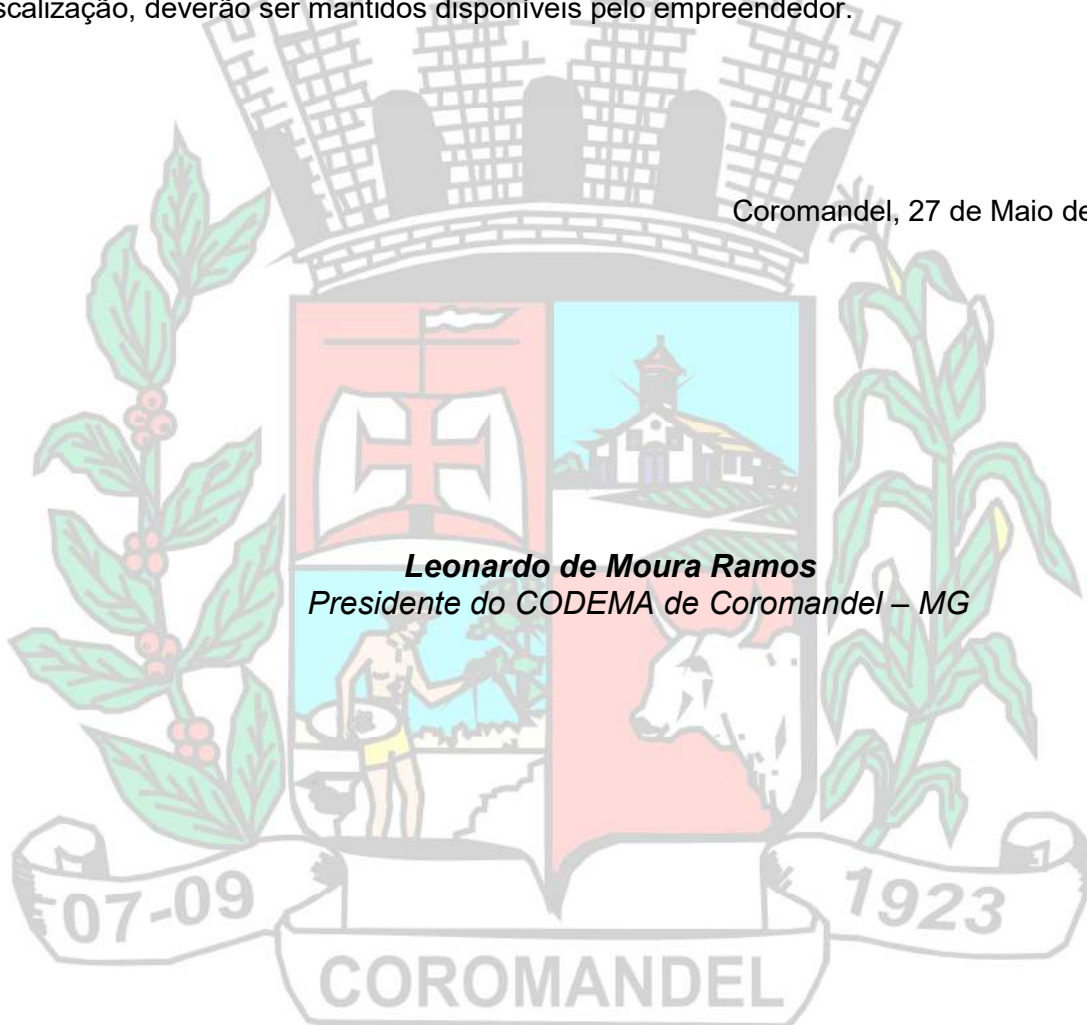 scalização, deverão ser mantidos disponíveis pelo empreendedor.
Coromandel, 27 de Maio de
Leonardo de Moura Ramos
Presidente do CODEMA de Coromandel – MG
07-09
1923
COROMANDEL